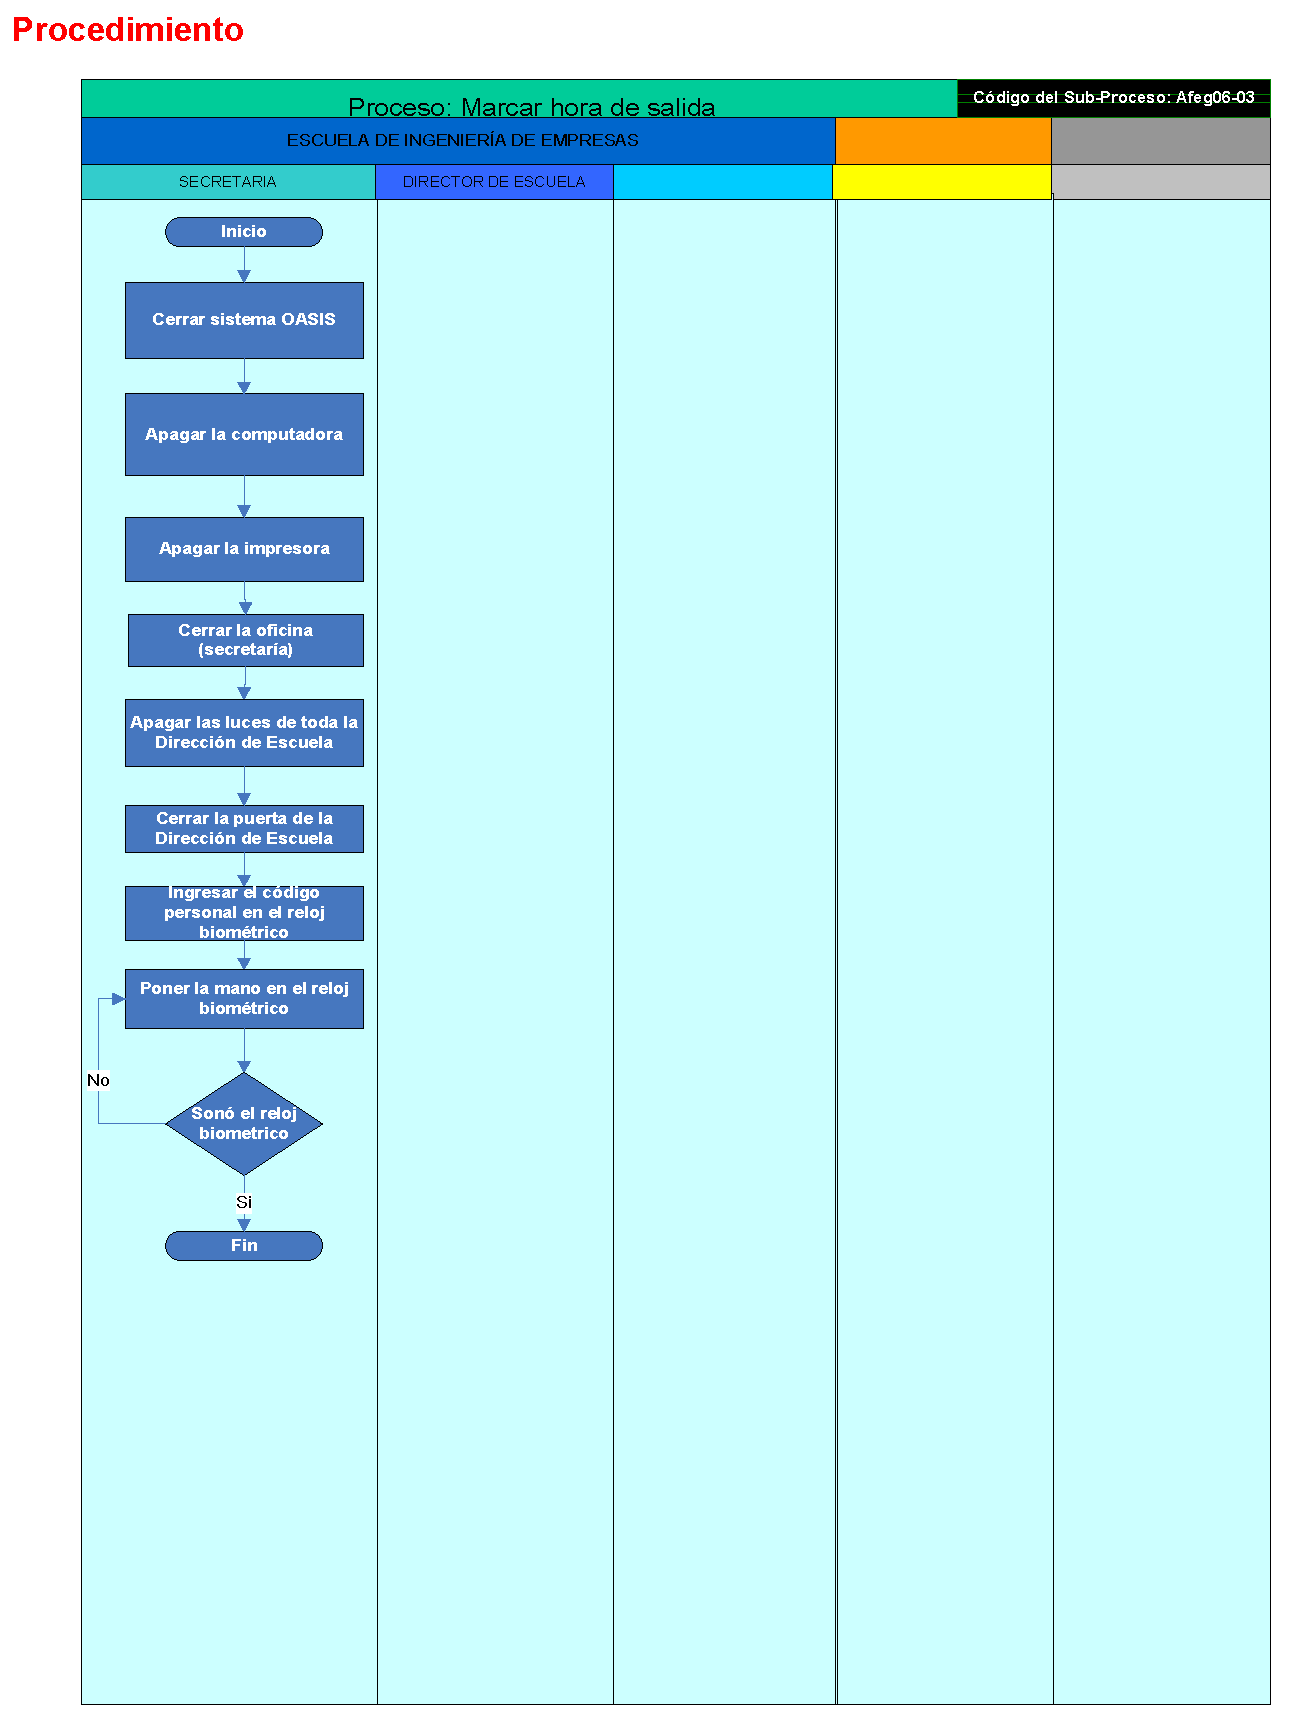 Procedimiento
Proceso: Marcar hora de salida
Código del Sub-Proceso: Afeg06-03
ESCUELA DE INGENIERÍA DE EMPRESAS
SECRETARIA
DIRECTOR DE ESCUELA
Inicio
Cerrar sistema OASIS
Apagar la computadora
Apagar la impresora
Cerrar la oficina
(secretaría)
Apagar las luces de toda la
Dirección de Escuela
Cerrar la puerta de la
Dirección de Escuela
Ingresar el código
personal en el reloj
biométrico
Poner la mano en el reloj
biométrico
No
Sonó el reloj
biometrico
Si
Fin